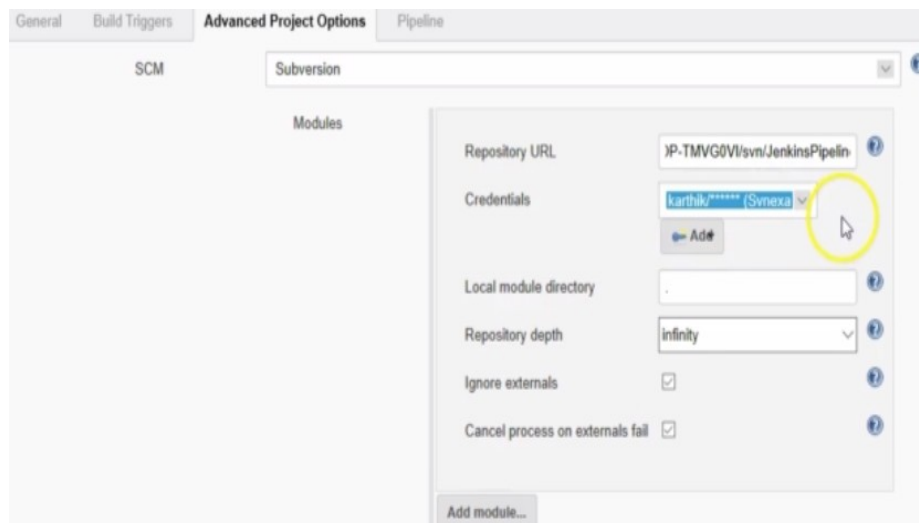 General Build Triggers Advanced Project Options Pipeline
SCM Subversion
Modules
Repository URL )P-TMVG0VI/svn/JenkinsPipelin
Credentials karthik/****** (Svnexa
Add
Local module directory .
Repository depth infinity
Ignore externals
Cancel process on externals fail
Add module...